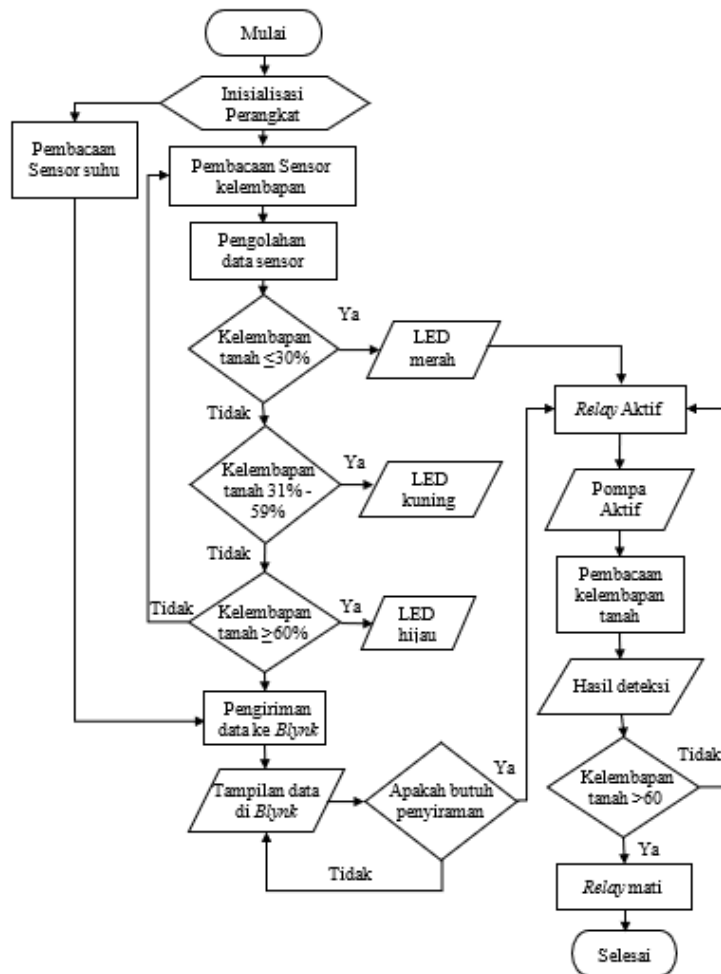 Mulai
Inisialisasi
Perangkat
Pembacaan
Sensor suhu
Pembacaan Sensor
kelembapan
Pengolahan
data sensor
Kelembapan
tanah ≤30%
Ya
LED
merah
Tidak
Kelembapan
tanah 31% -
59%
Ya
LED
kuning
Tidak
Kelembapan
tanah ≥60%
Tidak
Ya
LED
hijau
Pengiriman
data ke Blynk
Tampilan data
di Blynk
Apakah butuh
penyiraman
Ya
Tidak
Relay Aktif
Pompa
Aktif
Pembacaan
kelembapan
tanah
Hasil deteksi
Kelembapan
tanah >60
Tidak
Ya
Relay mati
Selesai